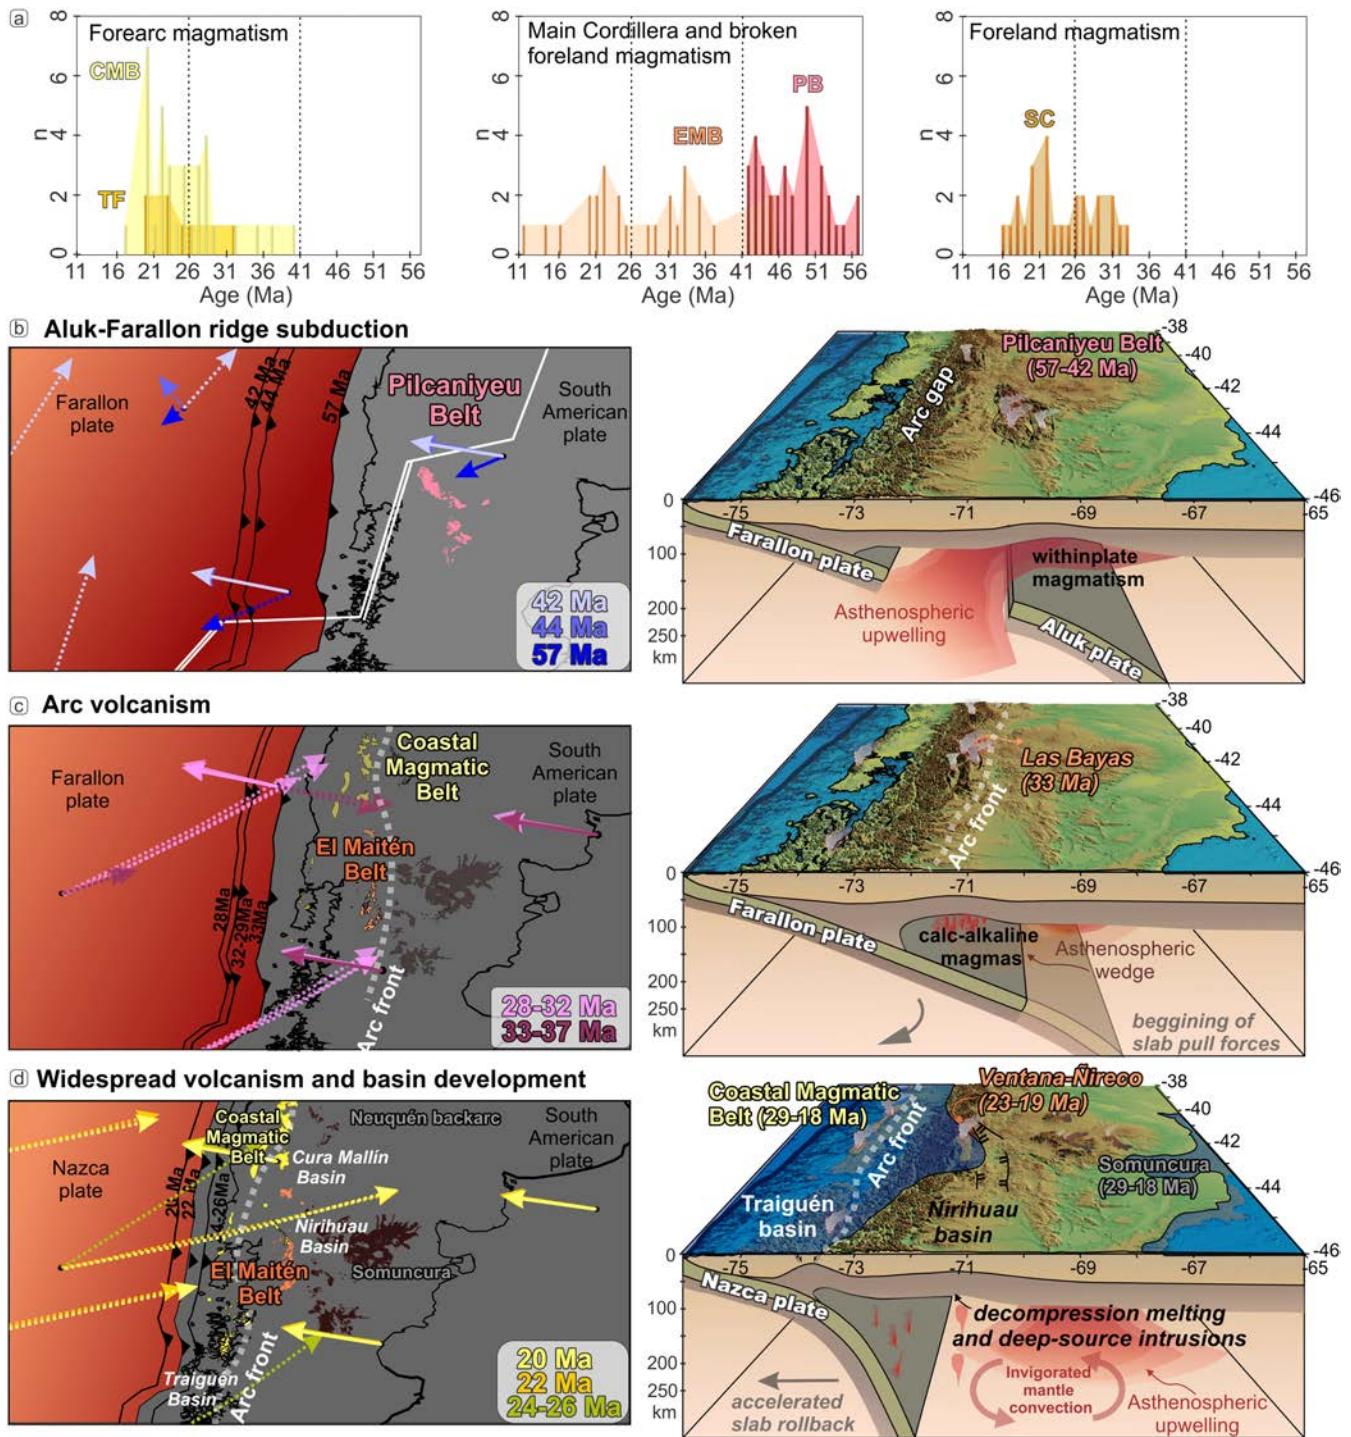 a
Forearc magmatism
CMB
TF
n
0
2
4
6
8
11 16 21 26 31 36 41 46 51 56
Age (Ma)
Main Cordillera and broken
foreland magmatism
EMB
PB
n
0
2
4
6
8
11 16 21 26 31 36 41 46 51 56
Age (Ma)
Foreland magmatism
SC
n
0
2
4
6
8
11 16 21 26 31 36 41 46 51 56
Age (Ma)
b Aluk-Farallon ridge subduction
Farallon
plate
42 Ma
44 Ma
57 Ma
Pilcaniyeu
Belt
South
American
plate
42 Ma
44 Ma
57 Ma
Pilcaniyeu Belt
(57-42 Ma)
Arc gap
-38
-40
-42
-44
-46
-75 -73 -71 -67 65
0
100
200
250
km
Farallon plate
withinplate
magmatism
Asthenospheric
upwelling
Aluk plate
c Arc volcanism
Farallon
plate
28Ma
32-29Ma
33Ma
Coastal
Magmatic
Belt
El Maitén
Belt
South
American
plate
Arc front
28-32 Ma
33-37 Ma
Las Bayas
(33 Ma)
Arc front
-38
-40
-42
-44
-46
-75 -73 -71 -67 65
0
100
200
250
km
Farallon plate
calc-alkaline
magmas
Asthenospheric
wedge
beggining of
slab pull forces
d Widespread volcanism and basin development
Nazca
plate
22 Ma
4-26Ma
Coastal
Magmatic
Belt
Neuquén backarc
South
American
plate
Cura Mallín
Basin
Nirihuau
Basin
El Maitén
Belt
Somuncura
Traiguén
Basin
Arc front
20 Ma
22 Ma
24-26 Ma
Coastal Magmatic
Belt (29-18 Ma)
Ventana-Ñireco
(23-19 Ma)
Arc front
Somuncura
(29-18 Ma)
Traiguén
basin
Nirihuau
basin
-38
-40
-42
-44
-46
-75 -73 -71 -67 65
0
100
200
250
km
Nazca plate
decompression melting
and deep-source intrusions
Invigorated
mantle
convection
accelerated
slab rollback
Asthenospheric
upwelling